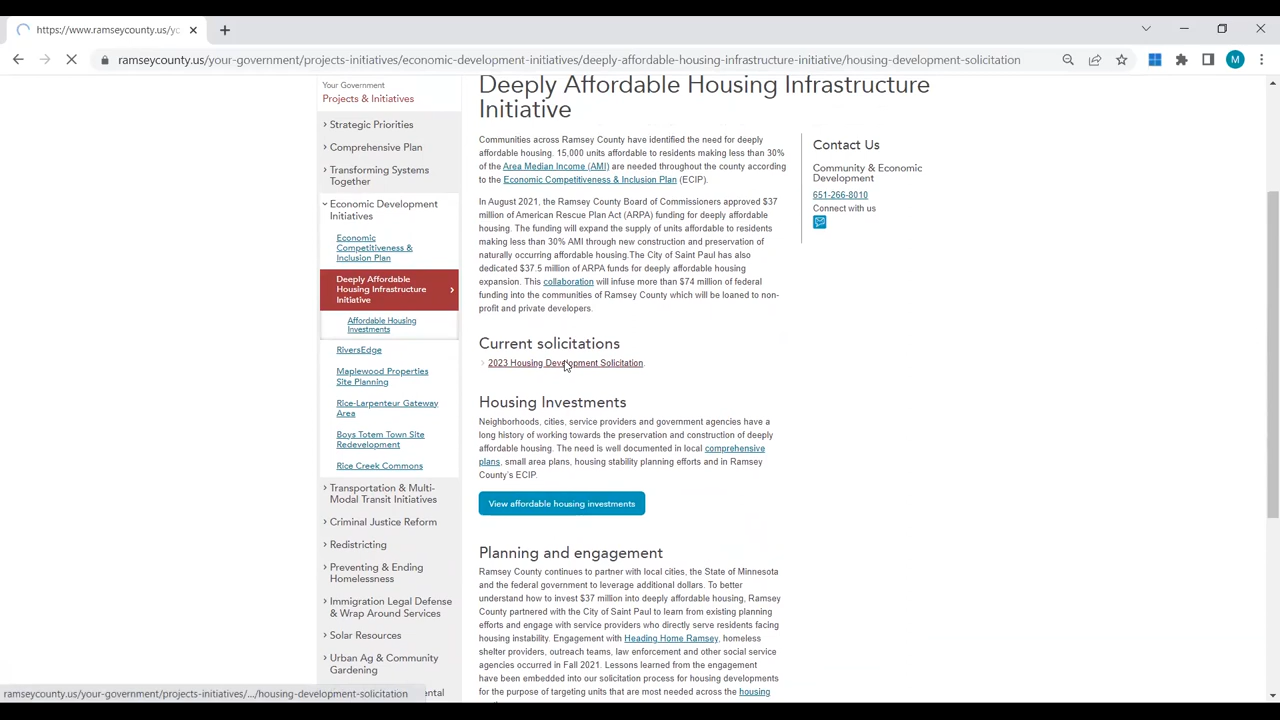 https://www.ramseycounty.us/yo
ramseycounty.us/your-government/projects-initiatives/economic-development-initiatives/deeply-affordable-housing-infrastructure-initiative/housing-development-solicitation
M
Your Government
Projects & Initiatives
Strategic Priorities
Comprehensive Plan
Transforming Systems
Together
Economic Development
Initiatives
Economic
Competitiveness &
Inclusion Plan
Deeply Affordable
Housing Infrastructure
Initiative
Affordable Housing
Investments
RiversEdge
Maplewood Properties
Site Planning
Rice-Larpenteur Gateway
Area
Boys Totem Town Site
Redevelopment
Rice Creek Commons
Transportation & Multi-
Modal Transit Initiatives
Criminal Justice Reform
Redistricting
Preventing & Ending
Homelessness
Immigration Legal Defense
& Wrap Around Services
Solar Resources
Urban Ag & Community
Gardening
ental
Deeply Affordable Housing Infrastructure
Initiative
Communities across Ramsey County have identified the need for deeply
affordable housing. 15,000 units affordable to residents making less than 30%
of the Area Median Income (AMI) are needed throughout the county according
to the Economic Competitiveness & Inclusion Plan (ECIP).
In August 2021, the Ramsey County Board of Commissioners approved $37
million of American Rescue Plan Act (ARPA) funding for deeply affordable
housing. The funding will expand the supply of units affordable to residents
making less than 30% AMI through new construction and preservation of
naturally occurring affordable housing.The City of Saint Paul has also
dedicated $37.5 million of ARPA funds for deeply affordable housing
expansion. This collaboration will infuse more than $74 million of federal
funding into the communities of Ramsey County which will be loaned to non-
profit and private developers.
Current solicitations
2023 Housing Development Solicitation.
Housing Investments
Neighborhoods, cities, service providers and government agencies have a
long history of working towards the preservation and construction of deeply
affordable housing. The need is well documented in local comprehensive
plans, small area plans, housing stability planning efforts and in Ramsey
County's ECIP.
View affordable housing investments
Planning and engagement
Ramsey County continues to partner with local cities, the State of Minnesota
and the federal government to leverage additional dollars. To better
understand how to invest $37 million into deeply affordable housing, Ramsey
County partnered with the City of Saint Paul to learn from existing planning
efforts and engage with service providers who directly serve residents facing
housing instability. Engagement with Heading Home Ramsey, homeless
shelter providers, outreach teams, law enforcement and other social service
agencies occurred in Fall 2021. Lessons learned from the engagement
have been embedded into our solicitation process for housing developments
for the purpose of targeting units that are most needed across the housing
Contact Us
Community & Economic
Development
651-266-8010
Connect with us
ramseycounty.us/your-government/projects-initiatives/.../housing-development-solicitation